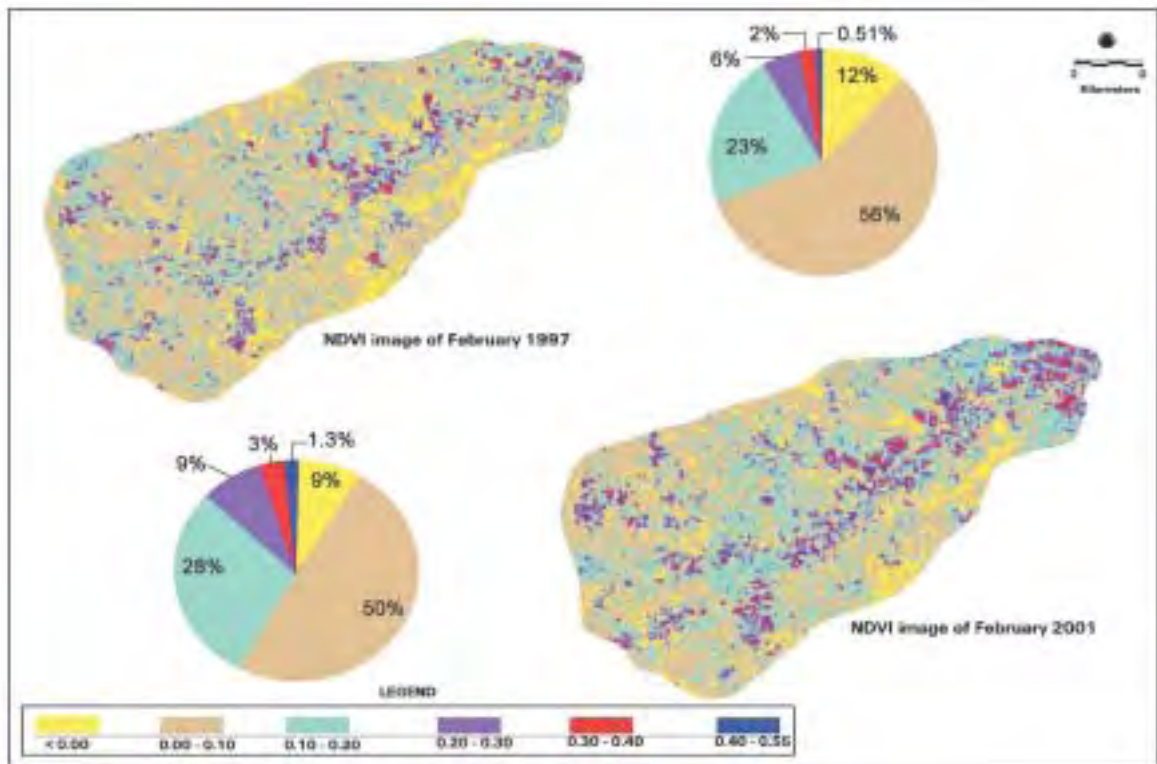 2%
0.51%
6%
12%
23%
56%
Kilometers
NDVI image of February 1997
3%
1.3%
9%
9%
28%
50%
NDVI image of February 2001
LEGEND
< 0.00
0.00 - 0.10
0.10 - 0.20
0.20 - 0.30
0.30 - 0.40
0.40 - 0.55